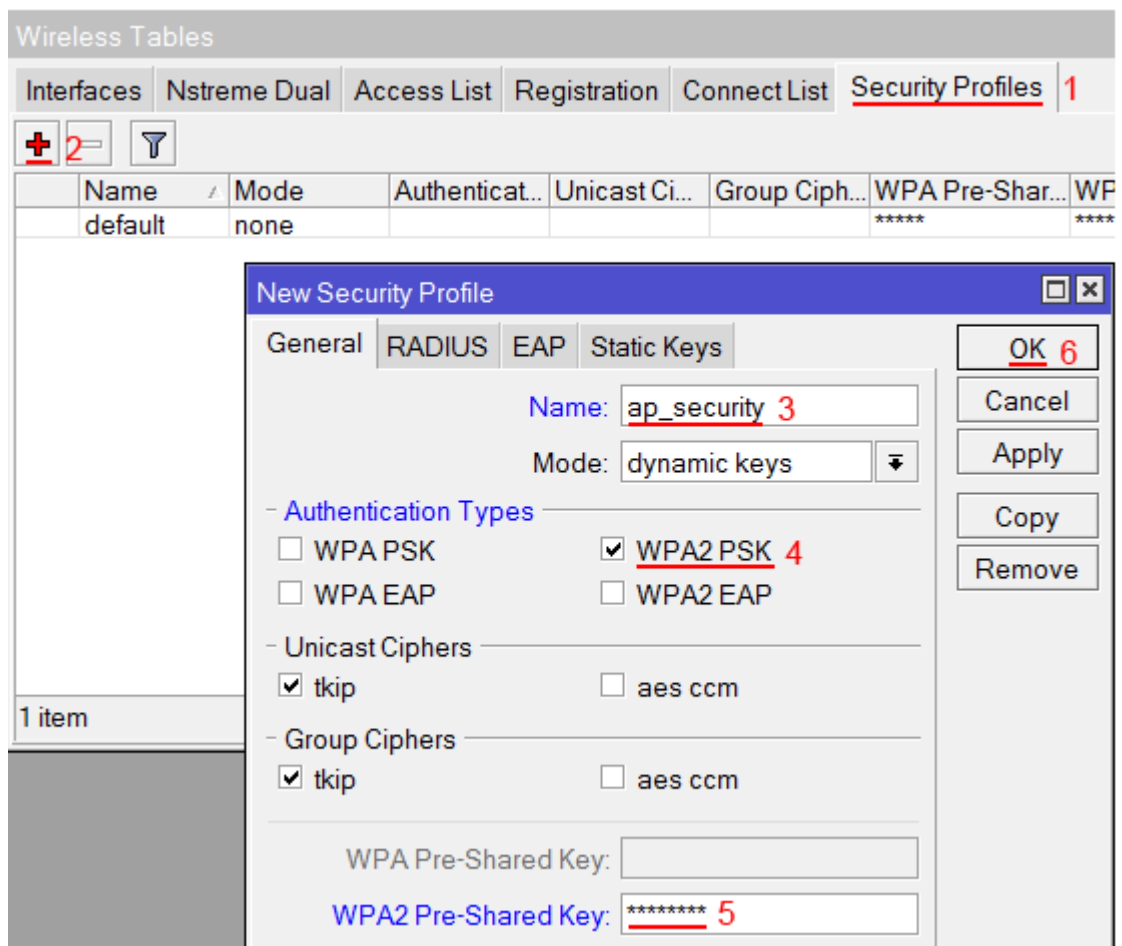 Wireless Tables
Interfaces Nstreme Dual Access List Registration Connect List Security Profiles 1
2
Name Mode Authenticat... Unicast Ci... Group Ciph... WPA Pre-Shar... WP
default none ***** ****
New Security Profile
General RADIUS EAP Static Keys
OK 6
Name: ap_security 3
Cancel
Mode: dynamic keys
Apply
Authentication Types
Copy
WPA PSK WPA2 PSK 4
Remove
WPA EAP WPA2 EAP
Unicast Ciphers
tkip aes ccm
1 item
Group Ciphers
tkip aes ccm
WPA Pre-Shared Key:
WPA2 Pre-Shared Key: ******** 5